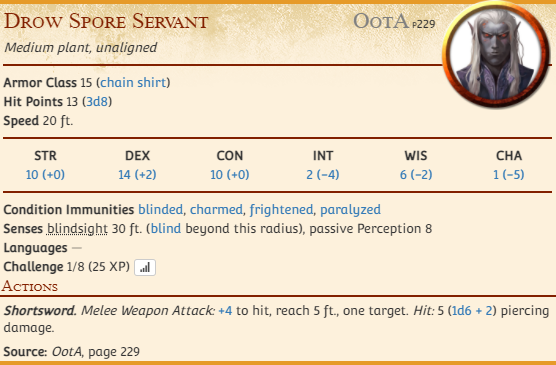 Drow Spore Servant OotA p229
Medium plant, unaligned
Armor Class 15 (chain shirt)
Hit Points 13 (3d8)
Speed 20 ft.
STR DEX CON INT WIS CHA
10 (+0) 14 (+2) 10 (+0) 2 (−4) 6 (−2) 1 (−5)
Condition Immunities blinded, charmed, frightened, paralyzed
Senses blindsight 30 ft. (blind beyond this radius), passive Perception 8
Languages —
Challenge 1/8 (25 XP)
Actions
Shortsword. Melee Weapon Attack: +4 to hit, reach 5 ft., one target. Hit: 5 (1d6 + 2) piercing
damage.
Source: OotA, page 229